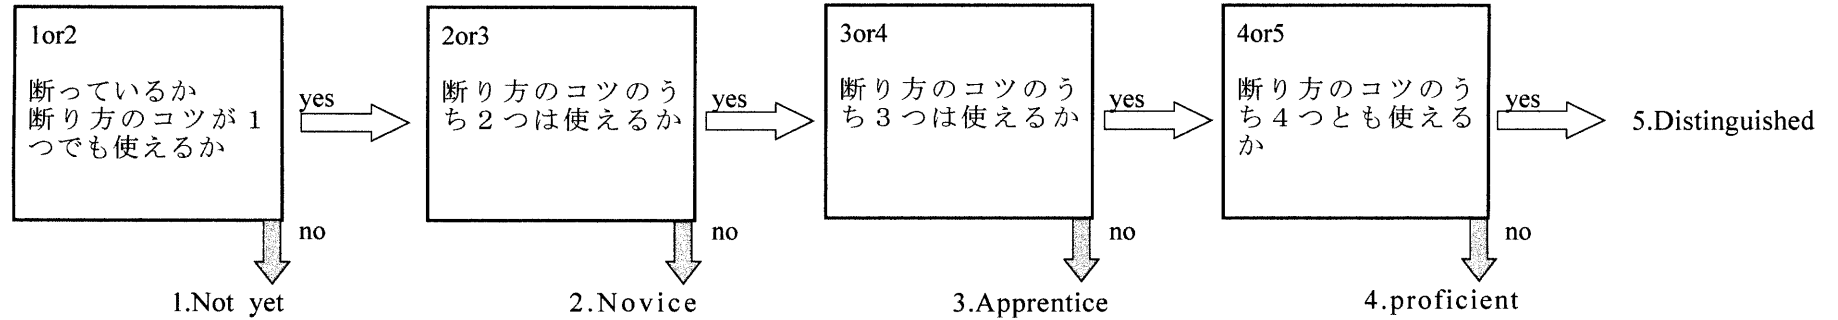 1or2
断っているか
断り方のコツが1
つでも使えるか
yes
no
1.Not yet
2or3
断り方のコツのう
ち2つは使えるか
yes
no
2.Novice
3or4
断り方のコツのう
ち3つは使えるか
yes
no
3.Apprentice
4or5
断り方のコツのう
ち4つとも使える
か
yes
no
4.proficient
5.Distinguished